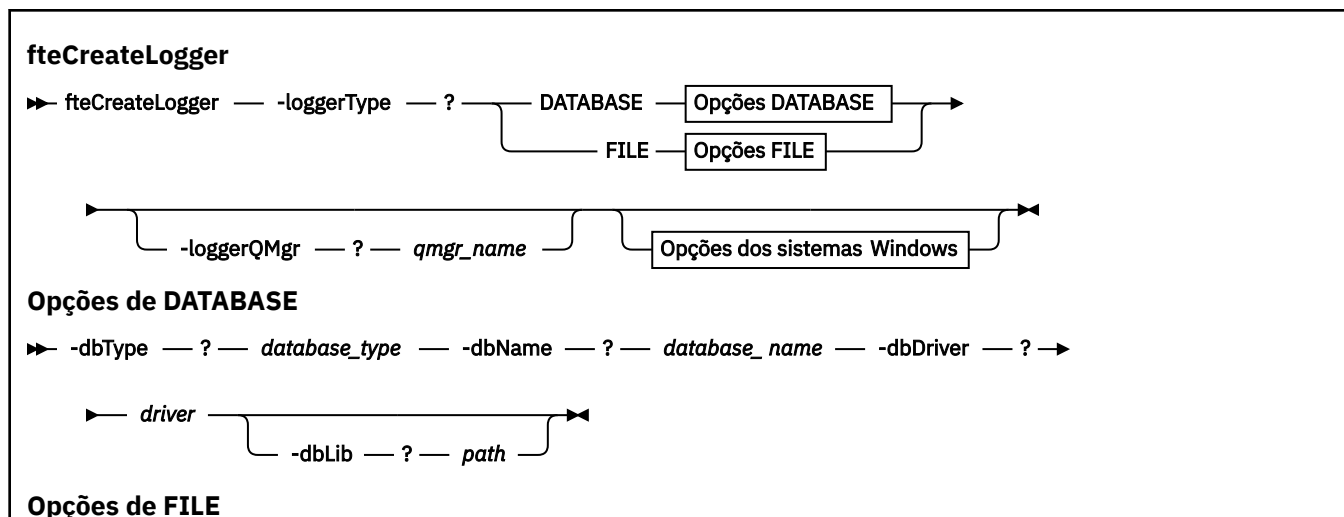 fteCreateLogger
fteCreateLogger -loggerType ? DATABASE Opções DATABASE
FILE Opções FILE
-loggerQMgr ? qmgr_name Opções dos sistemas Windows
Opções de DATABASE
-dbType ? database_type -dbName ? database_ name -dbDriver ?
driver
-dbLib ? path
Opções de FILE